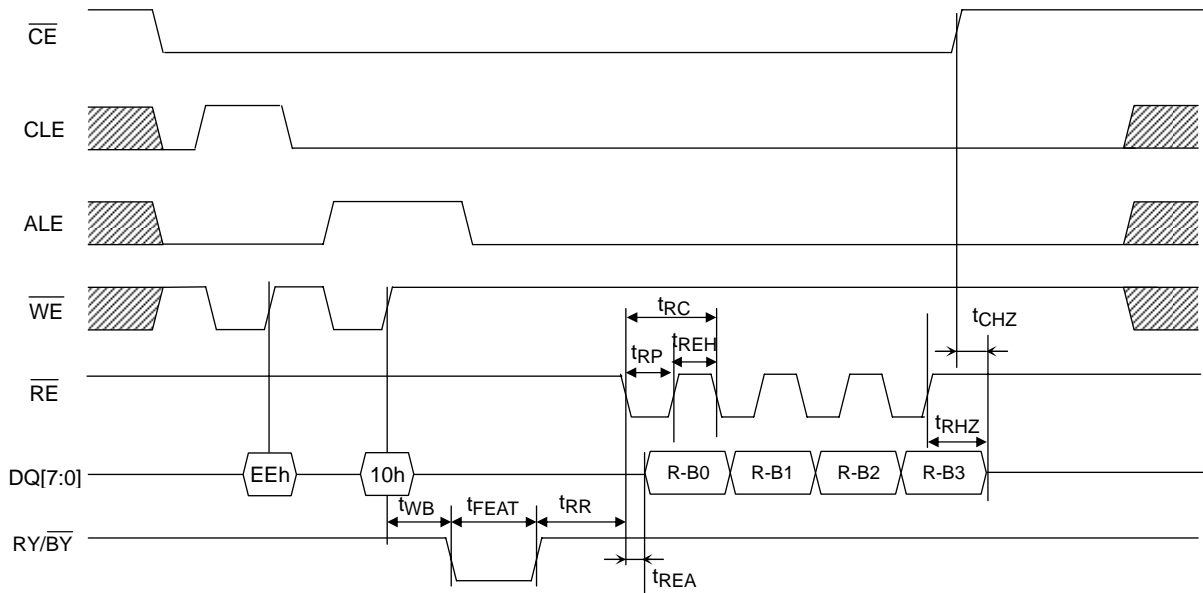 CE
CLE
ALE
WE
tRC
tCHZ
tRP
tREH
RE
tRHZ
DQ[7:0]
EEh
10h
R-B0
R-B1
R-B2
R-B3
tWB
tFEAT
tRR
RY/BY
tREA